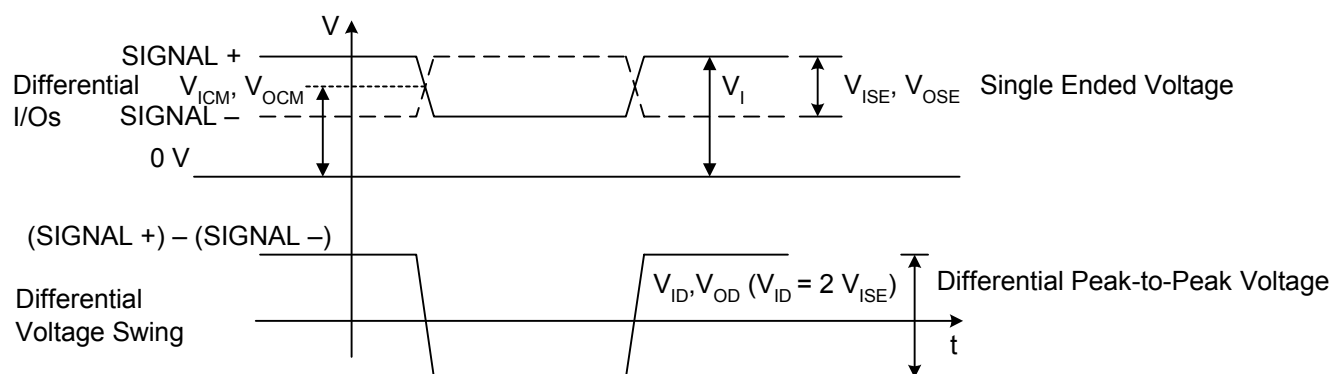 V
SIGNAL +
Differential I/Os
V_ICM, V_OCM
SIGNAL –
V_I
V_ISE, V_OSE Single Ended Voltage
0 V
(SIGNAL +) – (SIGNAL –)
Differential
Voltage Swing
V_ID,V_OD (V_ID = 2 V_ISE)
Differential Peak-to-Peak Voltage
t